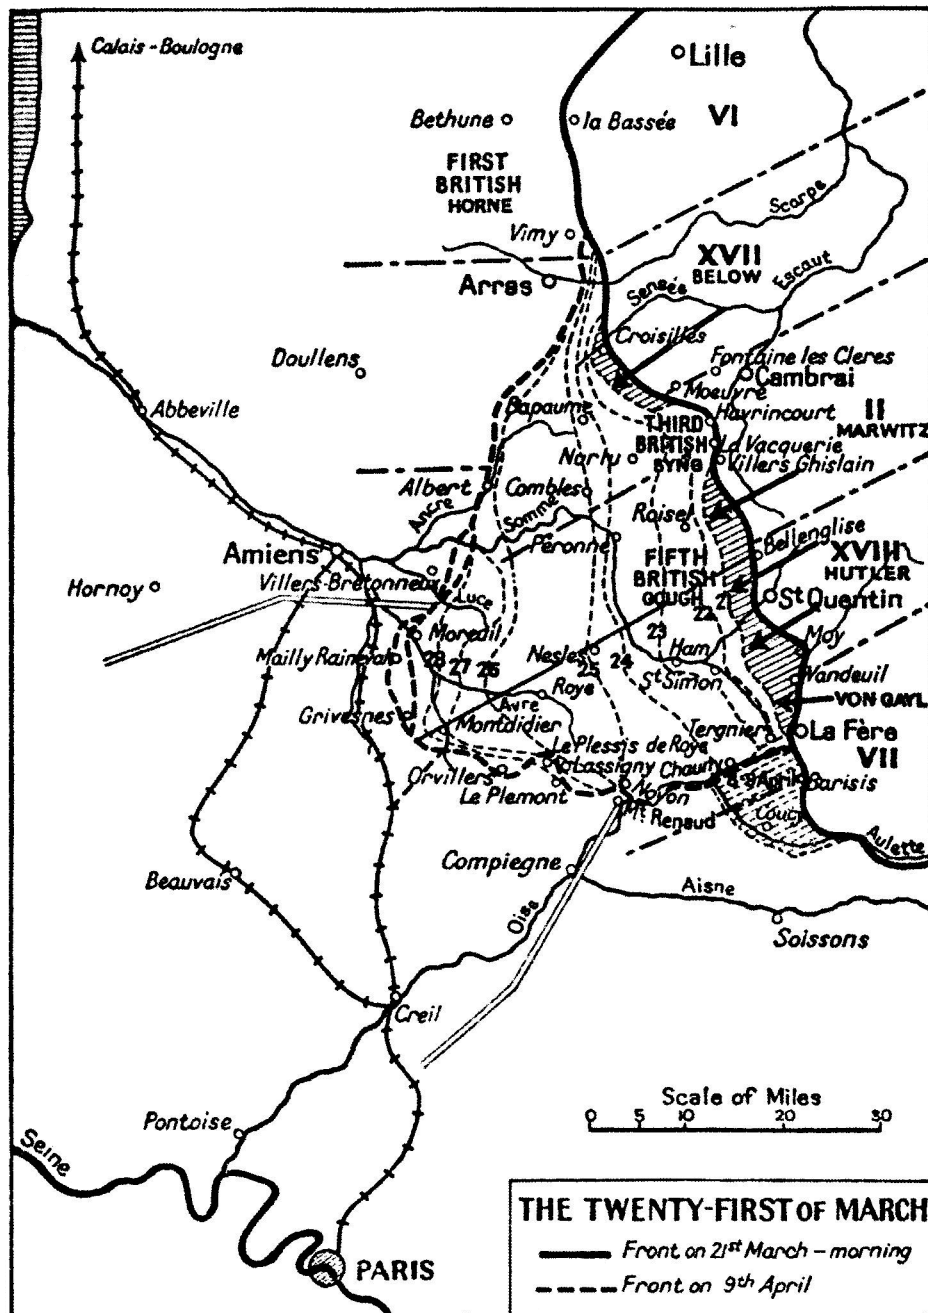 Calais-Boulogne
Lille
Bethune
la Bassée
VI
FIRST
BRITISH
HORNE
Scarpe
Vimy
XVII
BELOW
Escaut
Arras
Sensée
Croisilles
Doullens
Fontaine les Cleres
Cambrai
Moeuvre
Abbeville
Bapaume
Havrincourt
II
MARWITZ
THIRD
BRITISH
BYNG
La Vacquerie
Villers Ghislain
Narlu
Albert
Combles
Ancre
Somme
Roisel
Péronne
Bellenglise
Amiens
XVIII
HUTLER
Hornoy
Villers-Bretonneux
FIFTH
BRITISH
GOUGH
Luce
St Quentin
22 21
23
Moreuil
Ham
Moy
Mailly Raineval
28 27 26
Nesles
25 24
St Simon
Vandeuil
Roye
Avre
VON GAYL
Grivesnes
Montdidier
Tergnier
La Fère
VII
Le Plessis de Roye
Lassigny
Chauny
Orvillers
9 April
Barisis
Le Plemont
Noyon
Mt Renaud
Coucy
Aulette
Compiegne
Aisne
Beauvais
Oise
Soissons
Creil
Scale of Miles
0 5 10 20 30
Pontoise
Seine
THE TWENTY-FIRST OF MARCH
Front on 21st March – morning
Front on 9th April
PARIS